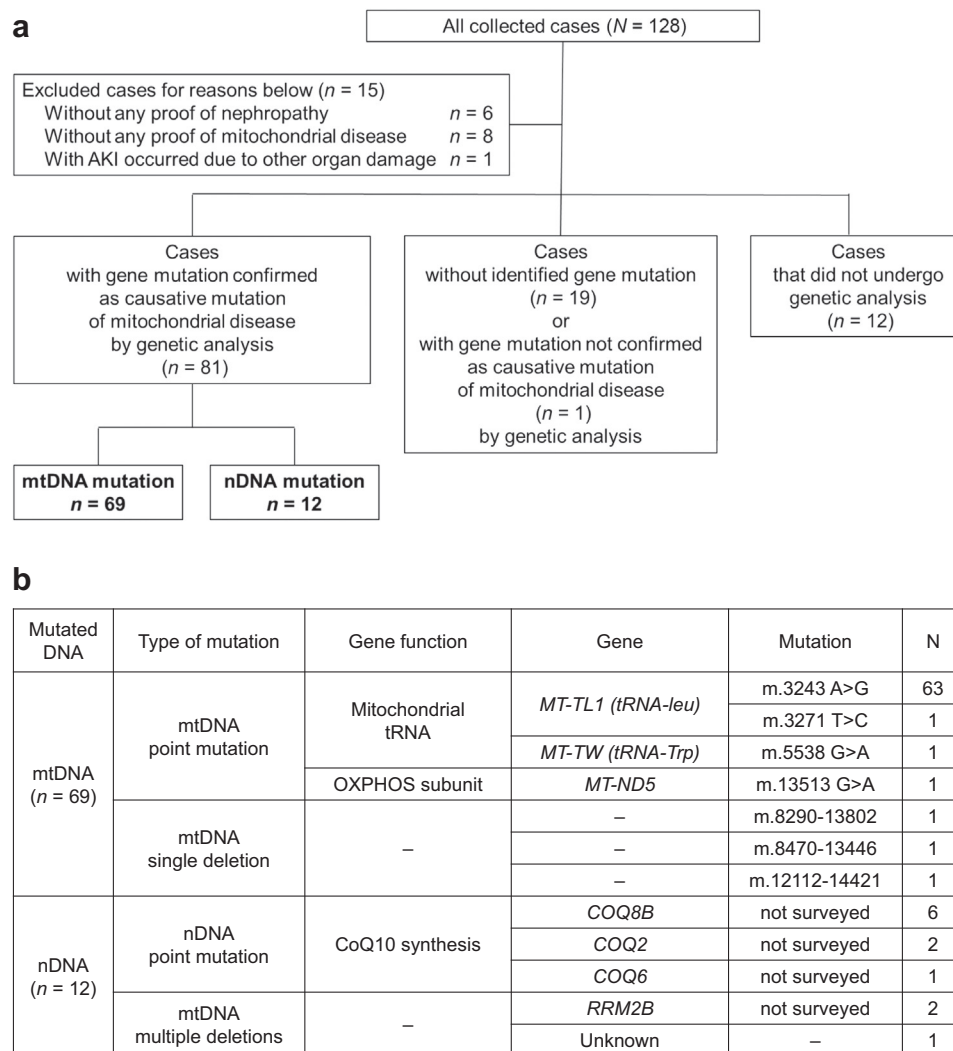 a
All collected cases (N = 128)
Excluded cases for reasons below (n = 15)
Without any proof of nephropathy n = 6
Without any proof of mitochondrial disease n = 8
With AKI occurred due to other organ damage n = 1
Cases
with gene mutation confirmed
as causative mutation
of mitochondrial disease
by genetic analysis
(n = 81)
Cases
without identified gene mutation
(n = 19)
or
with gene mutation not confirmed
as causative mutation
of mitochondrial disease
(n = 1)
by genetic analysis
Cases
that did not undergo
genetic analysis
(n = 12)
mtDNA mutation
n = 69
nDNA mutation
n = 12
b
Mutated
DNA
Type of mutation
Gene function
Gene
Mutation
N
mtDNA
(n = 69)
mtDNA
point mutation
Mitochondrial
tRNA
MT-TL1 (tRNA-leu)
m.3243 A>G
63
m.3271 T>C
1
MT-TW (tRNA-Trp)
m.5538 G>A
1
OXPHOS subunit
MT-ND5
m.13513 G>A
1
mtDNA
single deletion
–
–
m.8290-13802
1
–
m.8470-13446
1
–
m.12112-14421
1
nDNA
(n = 12)
nDNA
point mutation
CoQ10 synthesis
COQ8B
not surveyed
6
COQ2
not surveyed
2
COQ6
not surveyed
1
mtDNA
multiple deletions
–
RRM2B
not surveyed
2
Unknown
–
1